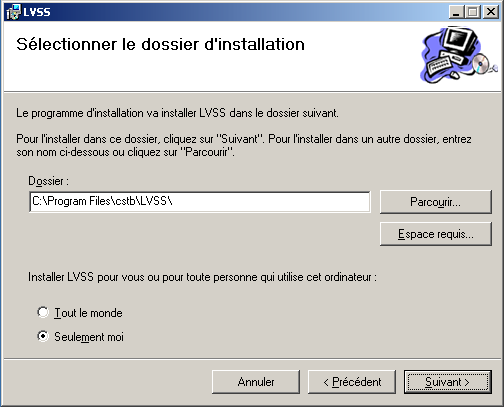 LVSS
Sélectionner le dossier d'installation
Le programme d'installation va installer LVSS dans le dossier suivant.
Pour l'installer dans ce dossier, cliquez sur "Suivant". Pour l'installer dans un autre dossier, entrez
son nom ci-dessous ou cliquez sur "Parcourir".
Dossier :
C:\Program Files\cstb\LVSS\
Parcourir...
Espace requis...
Installer LVSS pour vous ou pour toute personne qui utilise cet ordinateur :
Tout le monde
Seulement moi
Annuler
< Précédent
Suivant >